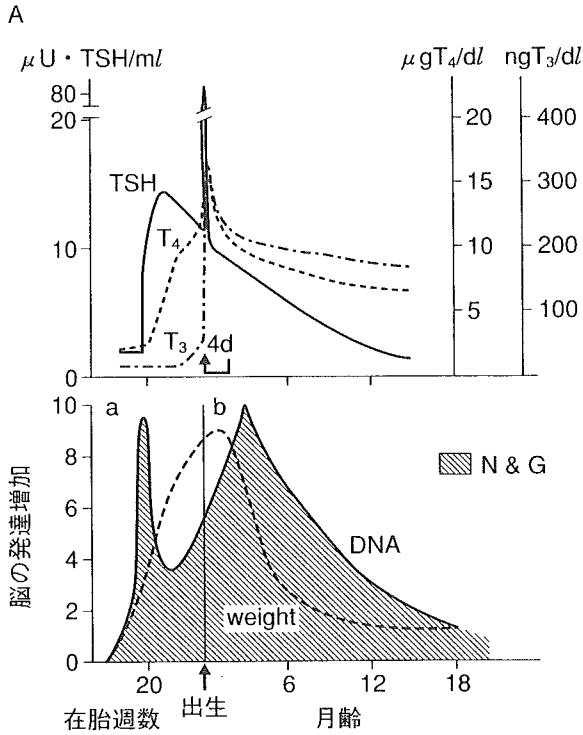 A
μU・TSH/ml
μgT₄/dl
ngT₃/dl
80
20
10
0
20
15
10
5
400
300
200
100
TSH
T₄
T₃
4d
a
b
10
8
6
4
2
0
脳の発達増加
N & G
DNA
weight
20
6
12
18
在胎週数
出生
月齢